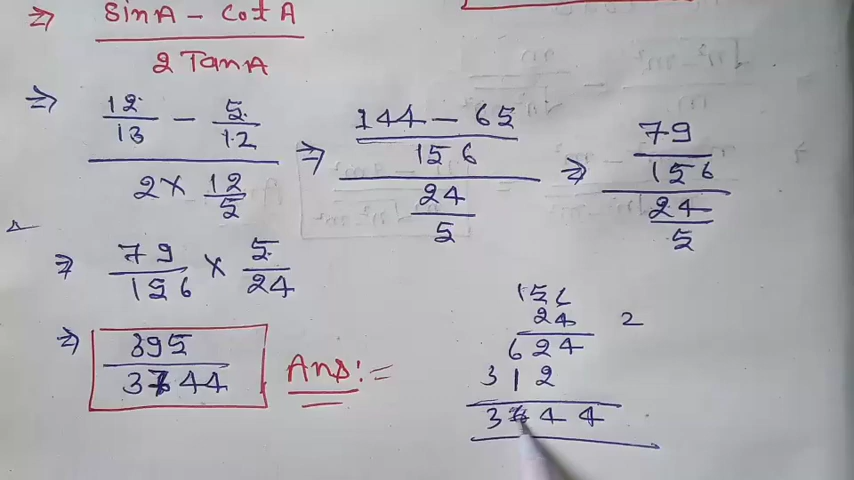 ⇒ SinA - CotA / 2 TanA
⇒ (12/13 - 5/12) / (2 × 12/5) ⇒ ((144 - 65)/156) / (24/5) ⇒ (79/156) / (24/5)
⇒ 79/156 × 5/24
⇒ 395/3744 Ans: =
156
24 2
624
312
3744